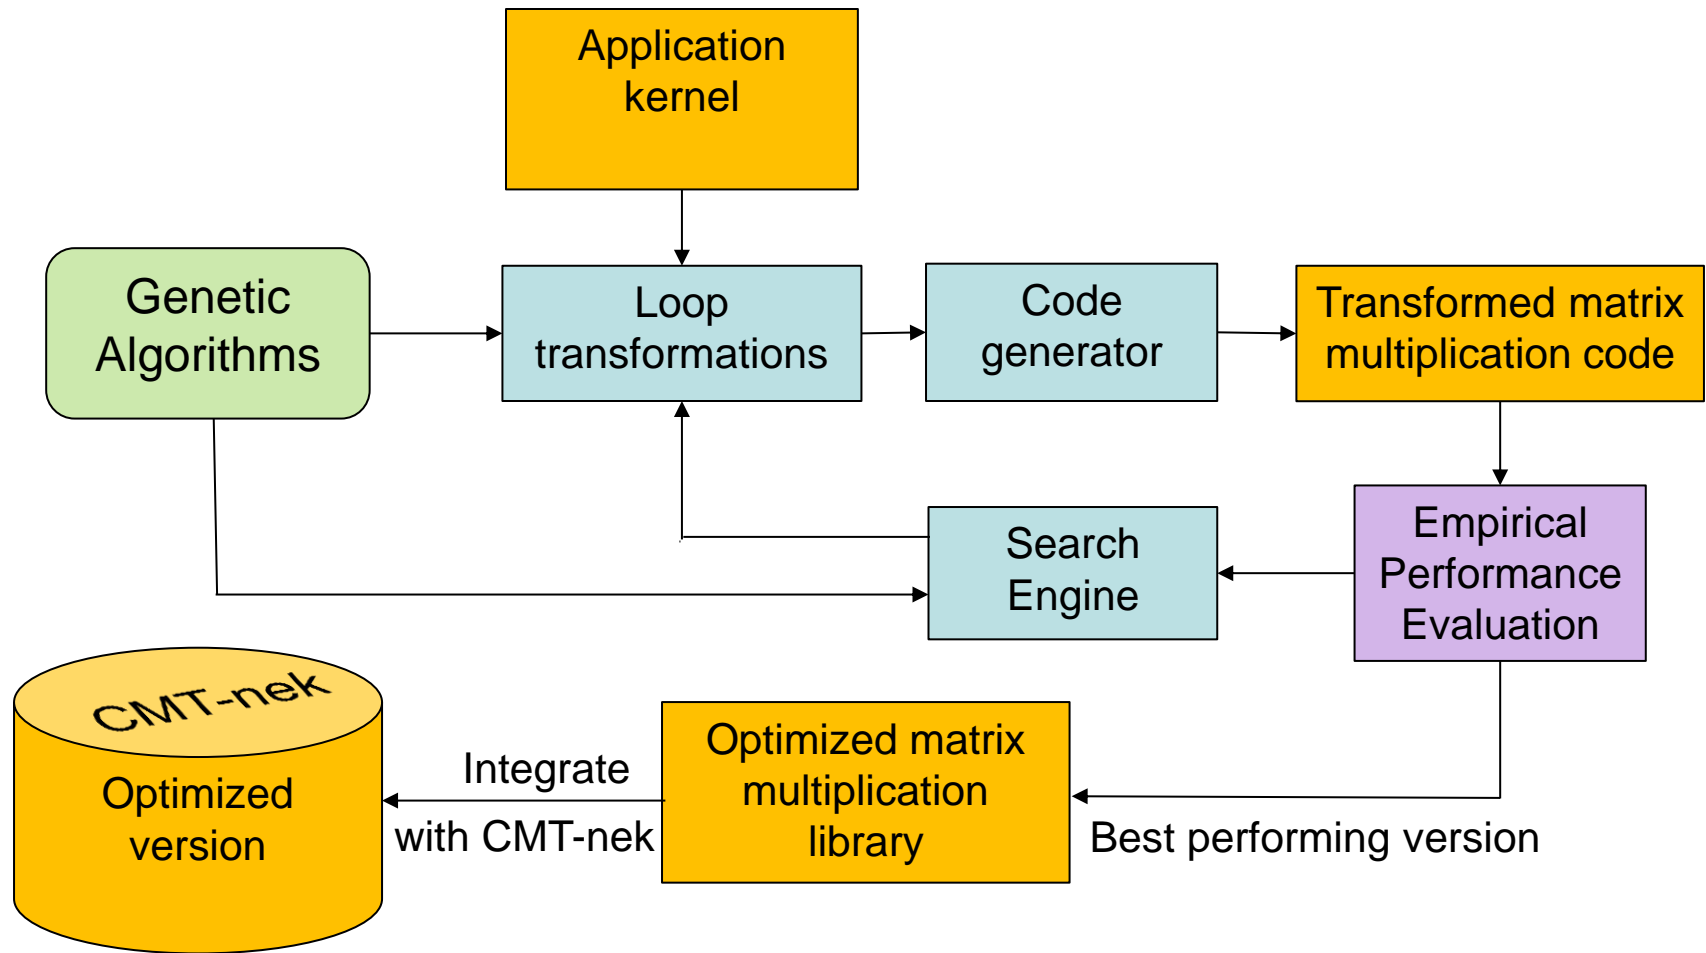 Application
kernel
Genetic
Algorithms
Loop
transformations
Code
generator
Transformed matrix
multiplication code
Search
Engine
Empirical
Performance
Evaluation
CMT-nek
Optimized
version
Integrate
with CMT-nek
Optimized matrix
multiplication
library
Best performing version